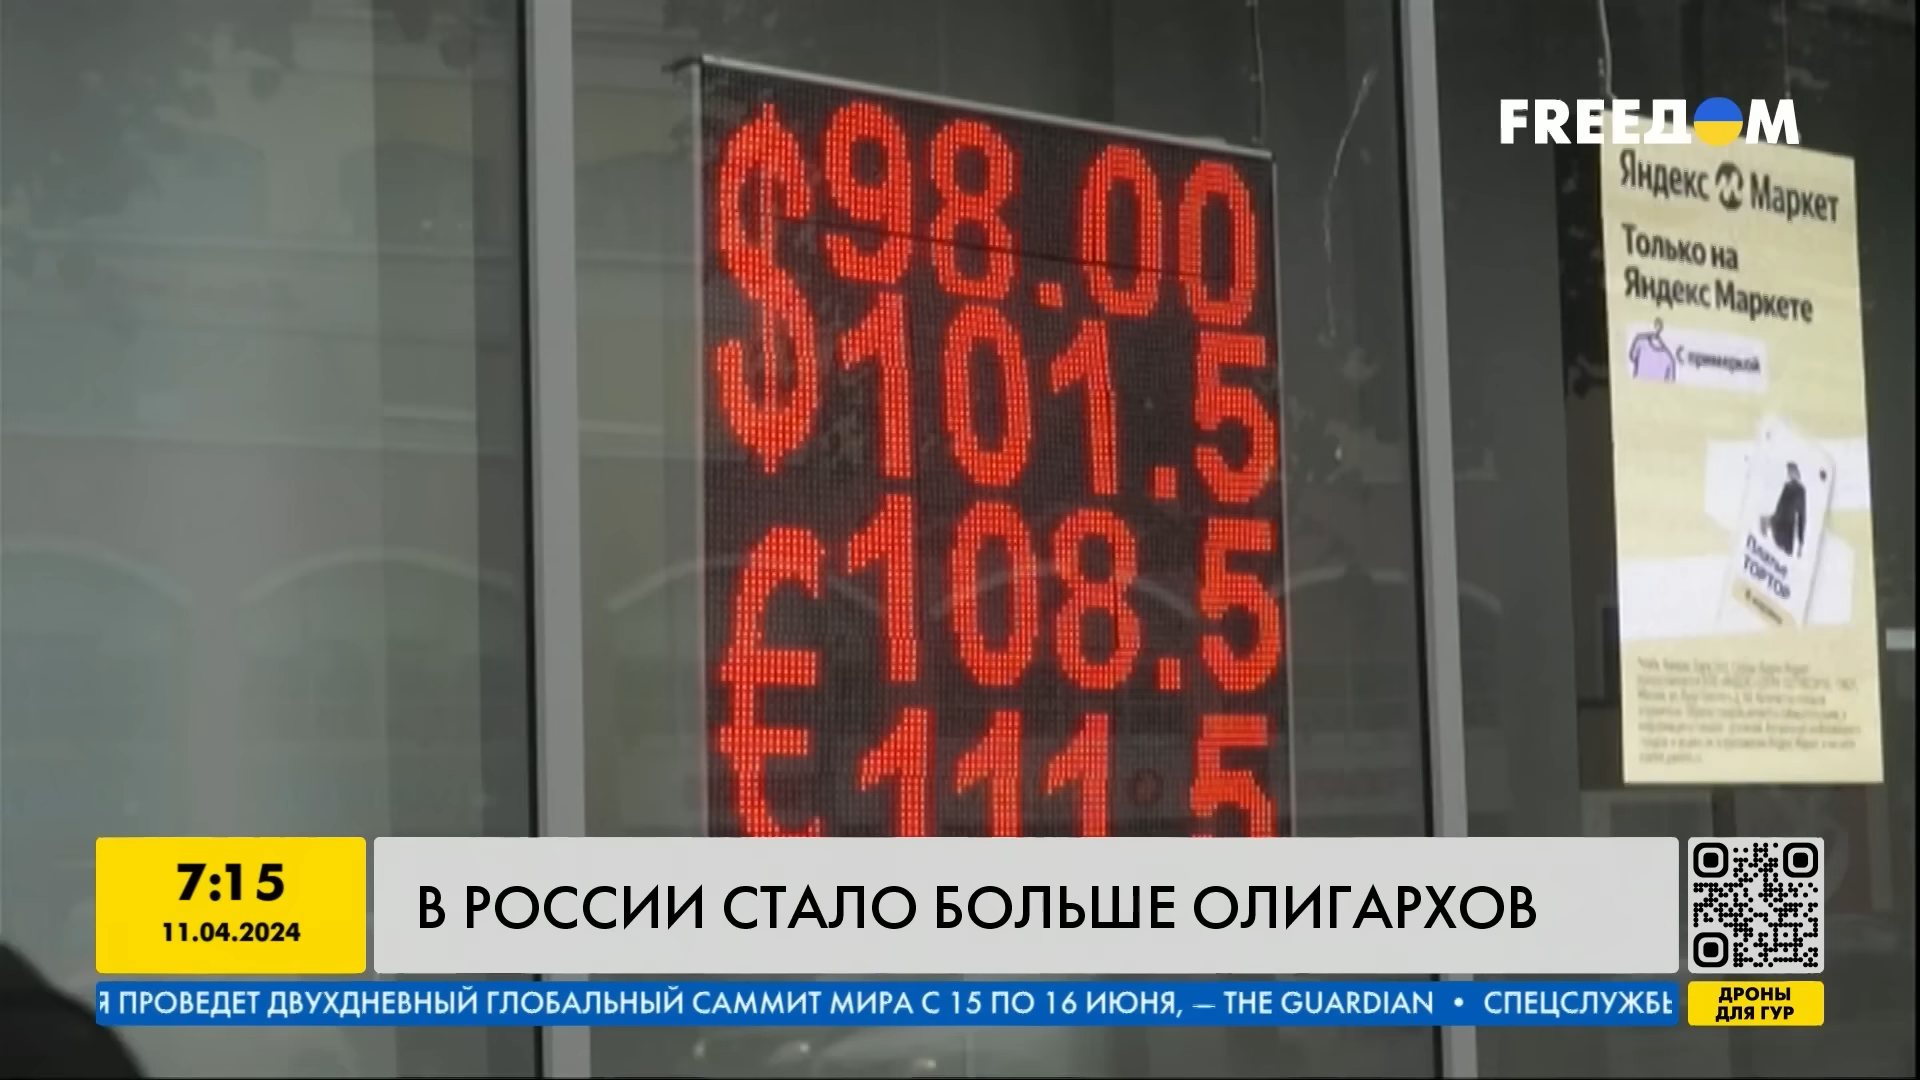 FREEДOM
$98.00
101.5
€108.5
111.5
Яндекс Маркет
Только на
Яндекс Маркете
С примеркой
Платье
ТОРТОР
7:15
11.04.2024
В РОССИИ СТАЛО БОЛЬШЕ ОЛИГАРХОВ
Я ПРОВЕДЕТ ДВУХДНЕВНЫЙ ГЛОБАЛЬНЫЙ САММИТ МИРА С 15 ПО 16 ИЮНЯ, — THE GUARDIAN • СПЕЦСЛУЖБЫ
ДРОНЫ
ДЛЯ ГУР